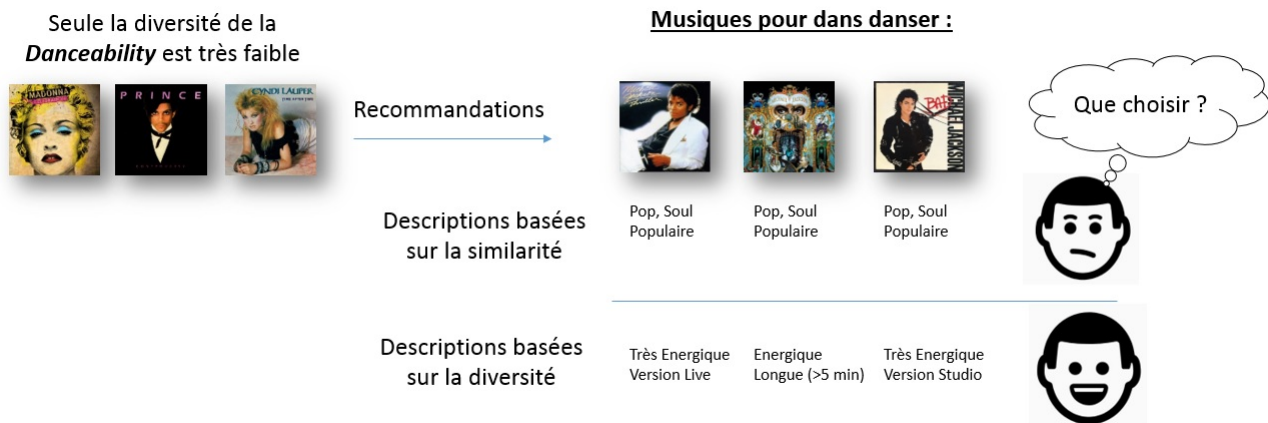 Seule la diversité de la
Danceability est très faible
Musiques pour dans danser :
MADONNA
PRINCE
CYNDI LAUPER
Recommandations
BAD
MICHAEL JACKSON
Que choisir ?
Descriptions basées
sur la similarité
Pop, Soul
Populaire
Pop, Soul
Populaire
Pop, Soul
Populaire
Descriptions basées
sur la diversité
Très Energique
Version Live
Energique
Longue (>5 min)
Très Energique
Version Studio